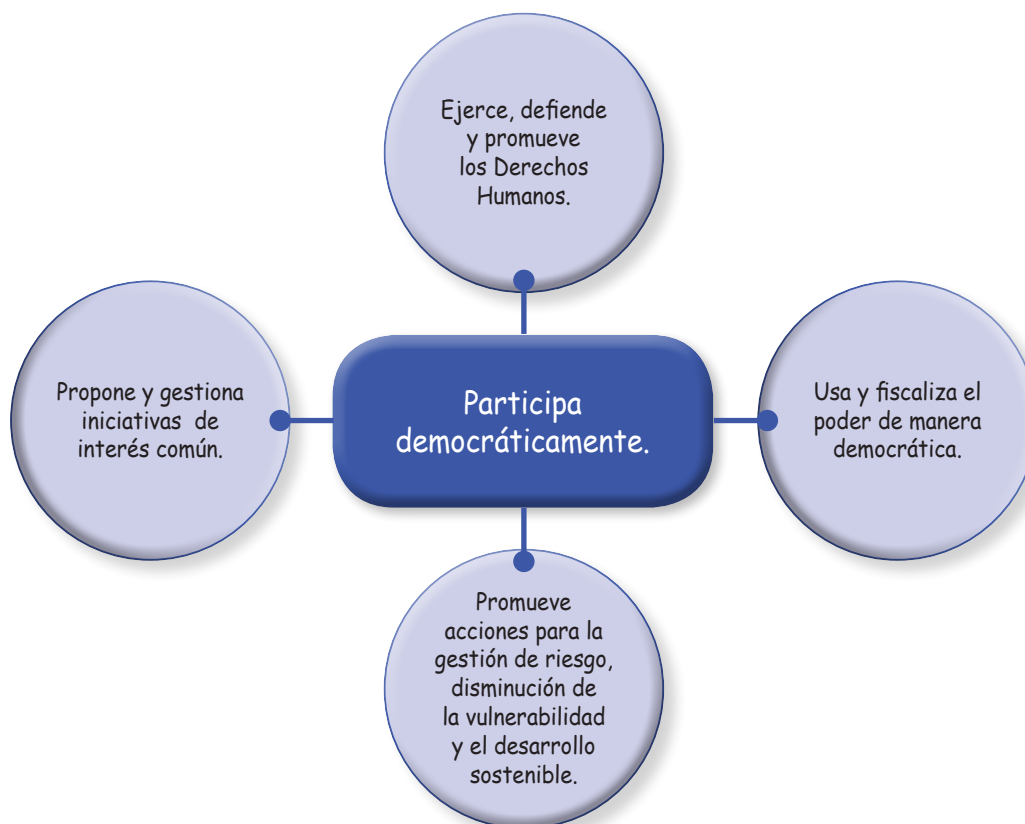 Ejerce, defiende
y promueve
los Derechos
Humanos.
Propone y gestiona
iniciativas de
interés común.
Participa
democráticamente.
Usa y fiscaliza el
poder de manera
democrática.
Promueve
acciones para la
gestión de riesgo,
disminución de
la vulnerabilidad
y el desarrollo
sostenible.